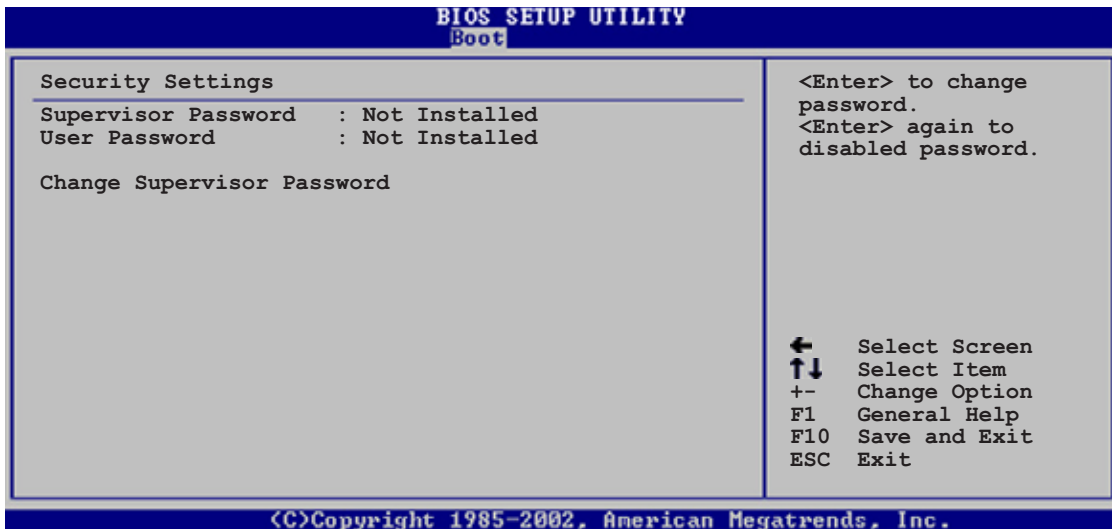 BIOS SETUP UTILITY
Boot
Security Settings
Supervisor Password : Not Installed
User Password : Not Installed
Change Supervisor Password
<Enter> to change
password.
<Enter> again to
disabled password.
← Select Screen
↑↓ Select Item
+- Change Option
F1 General Help
F10 Save and Exit
ESC Exit
(C)Copyright 1985-2002, American Megatrends, Inc.